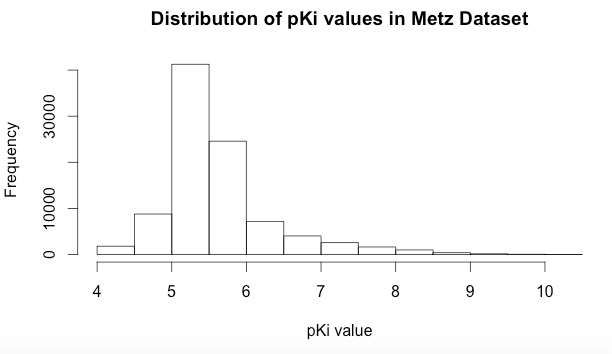 Distribution of pKi values in Metz Dataset
Frequency
30000
10000
0
4 5 6 7 8 9 10
pKi value